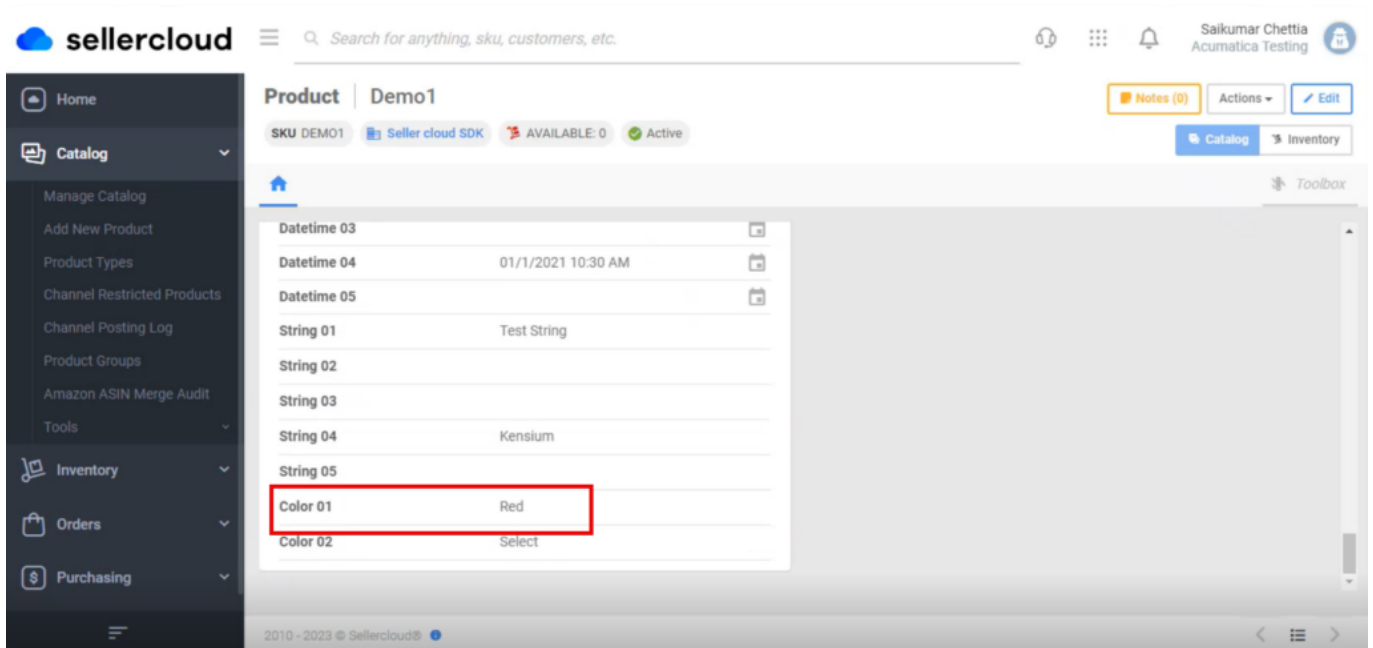 sellercloud
Search for anything, sku, customers, etc.
Saikumar Chettia
Acumatica Testing
Home
Catalog
Manage Catalog
Add New Product
Product Types
Channel Restricted Products
Channel Posting Log
Product Groups
Amazon ASIN Merge Audit
Tools
Inventory
Orders
Purchasing
Product Demo1
Notes (0) Actions Edit
SKU DEMO1 Seller cloud SDK AVAILABLE: 0 Active
Catalog Inventory
Toolbox
Datetime 03
Datetime 04 01/1/2021 10:30 AM
Datetime 05
String 01 Test String
String 02
String 03
String 04 Kensium
String 05
Color 01 Red
Color 02 Select
2010 - 2023 © Sellercloud®